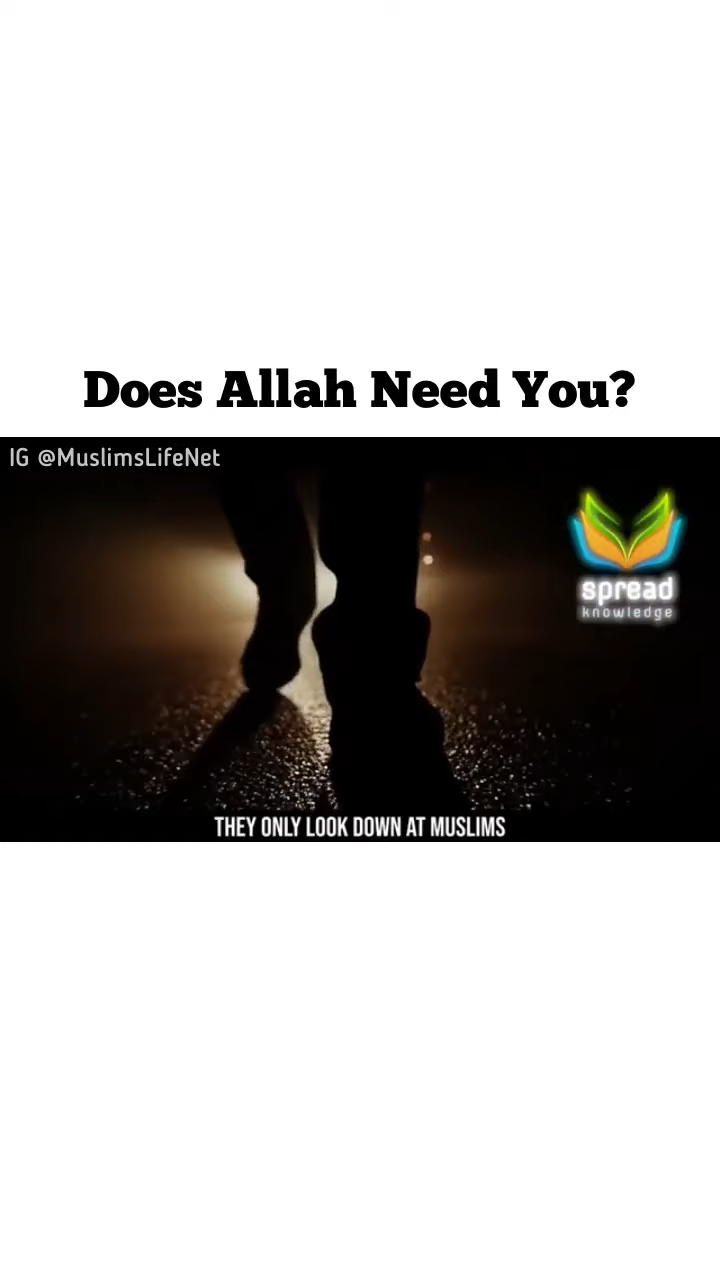 Does Allah Need You?
IG @MuslimsLifeNet
spread
knowledge
THEY ONLY LOOK DOWN AT MUSLIMS